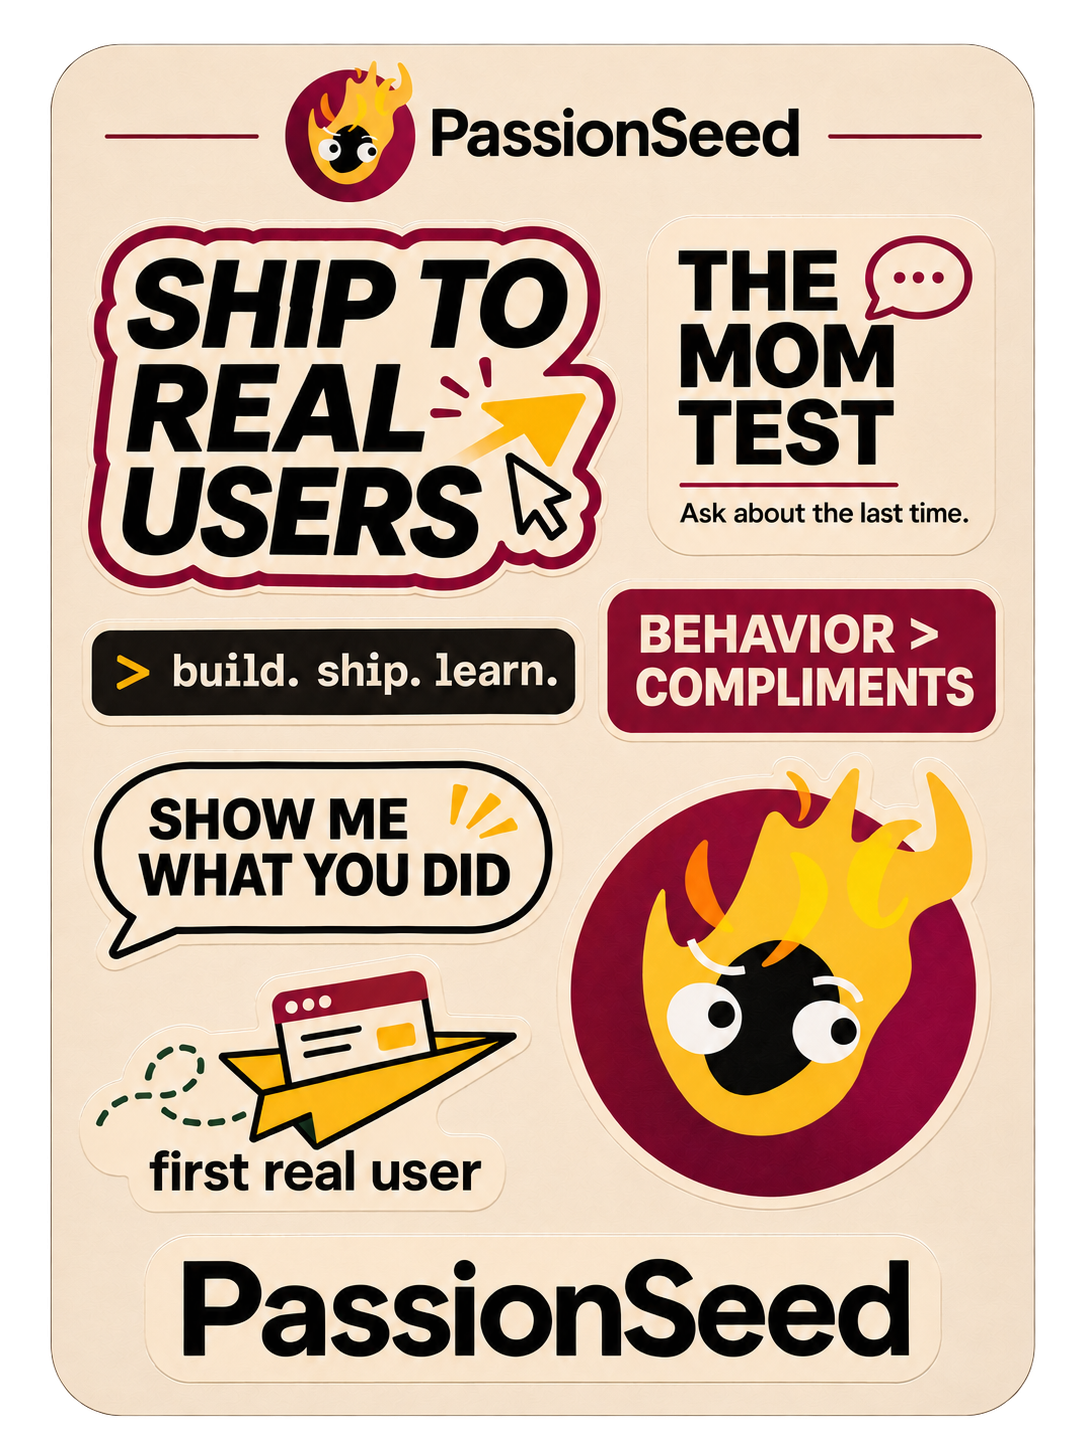 PassionSeed
SHIP TO
REAL
USERS
THE
MOM
TEST
Ask about the last time.
> build. ship. learn.
BEHAVIOR >
COMPLIMENTS
SHOW ME
WHAT YOU DID
first real user
PassionSeed